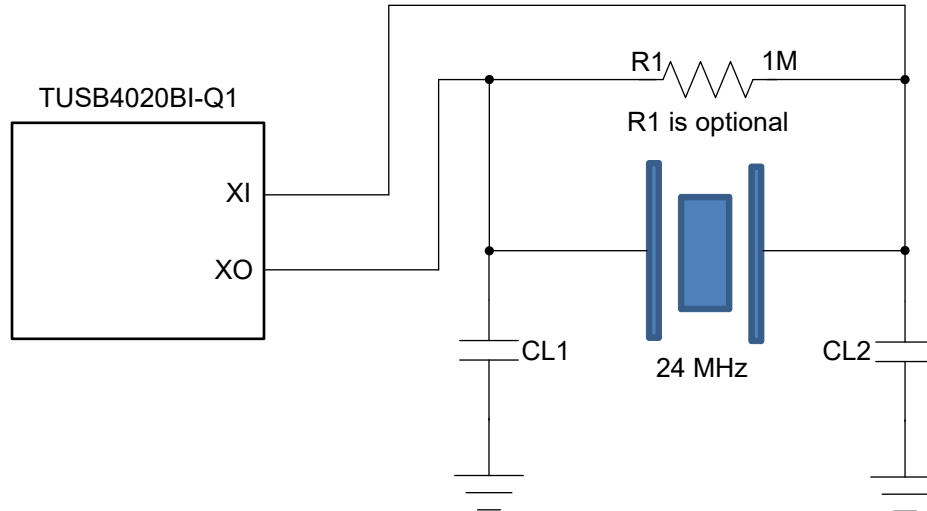 R1 1M
TUSB4020BI-Q1
R1 is optional
XI
XO
CL1
CL2
24 MHz